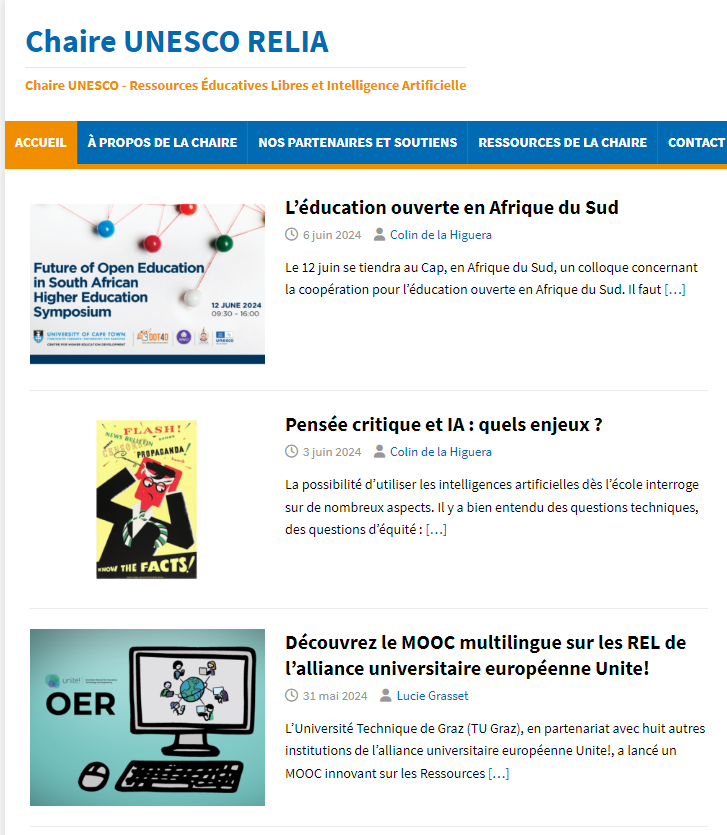 Chaire UNESCO RELIA
Chaire UNESCO - Ressources Éducatives Libres et Intelligence Artificielle
ACCUEIL
À PROPOS DE LA CHAIRE
NOS PARTENAIRES ET SOUTIENS
RESSOURCES DE LA CHAIRE
CONTACT
Future of Open Education
in South African
Higher Education
Symposium
12 JUNE 2024
09:30 – 16:00
UNIVERSITY OF CAPE TOWN
CENTRE FOR HIGHER EDUCATION DEVELOPMENT
DOT4D
unesco
L’éducation ouverte en Afrique du Sud
6 juin 2024 Colin de la Higuera
Le 12 juin se tiendra au Cap, en Afrique du Sud, un colloque concernant
la coopération pour l’éducation ouverte en Afrique du Sud. Il faut […]
FLASH!
NEWS BULLETIN
CENSORED
PROPAGANDA!
KNOW THE FACTS!
Pensée critique et IA : quels enjeux ?
3 juin 2024 Colin de la Higuera
La possibilité d’utiliser les intelligences artificielles dès l’école interroge
sur de nombreux aspects. Il y a bien entendu des questions techniques,
des questions d’équité : […]
unite!
OER
Découvrez le MOOC multilingue sur les REL de
l’alliance universitaire européenne Unite!
31 mai 2024 Lucie Grasset
L’Université Technique de Graz (TU Graz), en partenariat avec huit autres
institutions de l’alliance universitaire européenne Unite!, a lancé un
MOOC innovant sur les Ressources […]